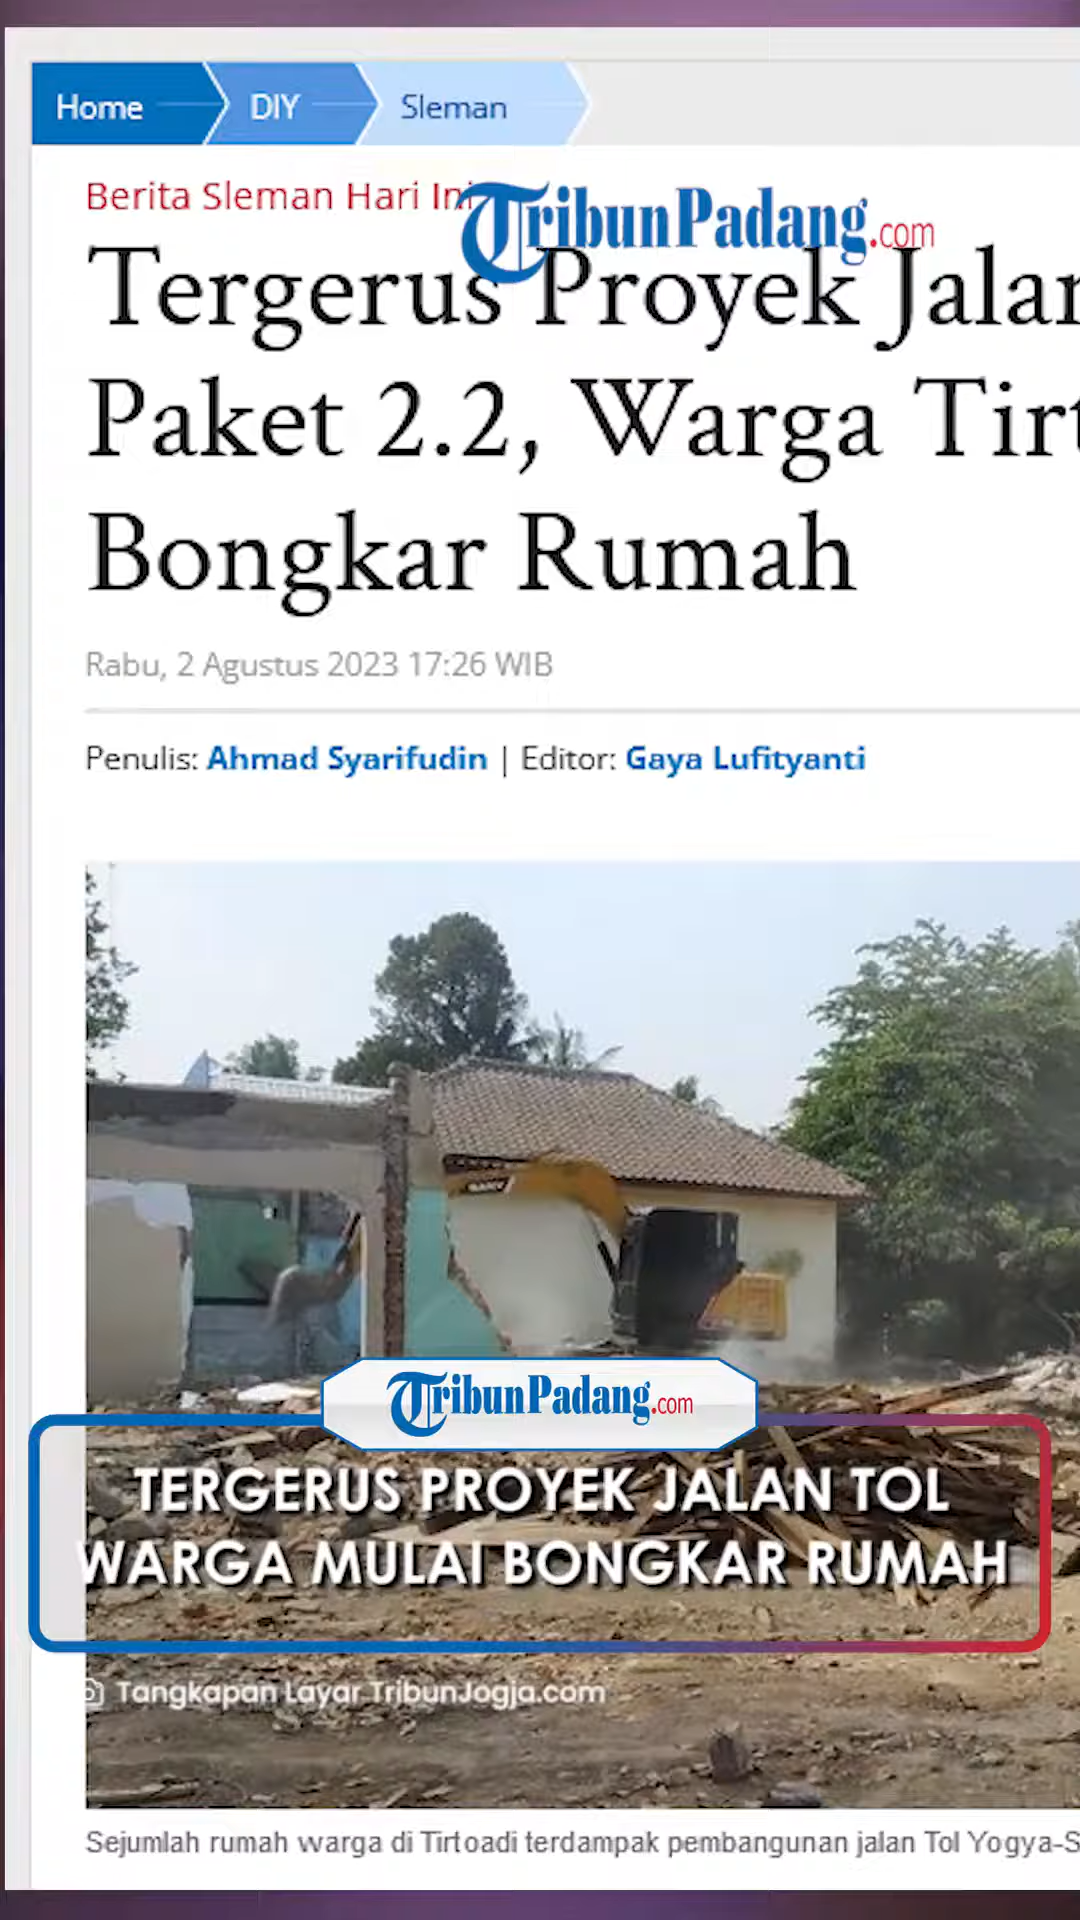 Home DIY Sleman
Berita Sleman Hari Ini
TribunPadang.com
Tergerus Proyek Jalan
Paket 2.2, Warga Tirt
Bongkar Rumah
Rabu, 2 Agustus 2023 17:26 WIB
Penulis: Ahmad Syarifudin | Editor: Gaya Lufityanti
TribunPadang.com
TERGERUS PROYEK JALAN TOL
WARGA MULAI BONGKAR RUMAH
Tangkapan Layar TribunJogja.com
Sejumlah rumah warga di Tirtoadi terdampak pembangunan jalan Tol Yogya-S